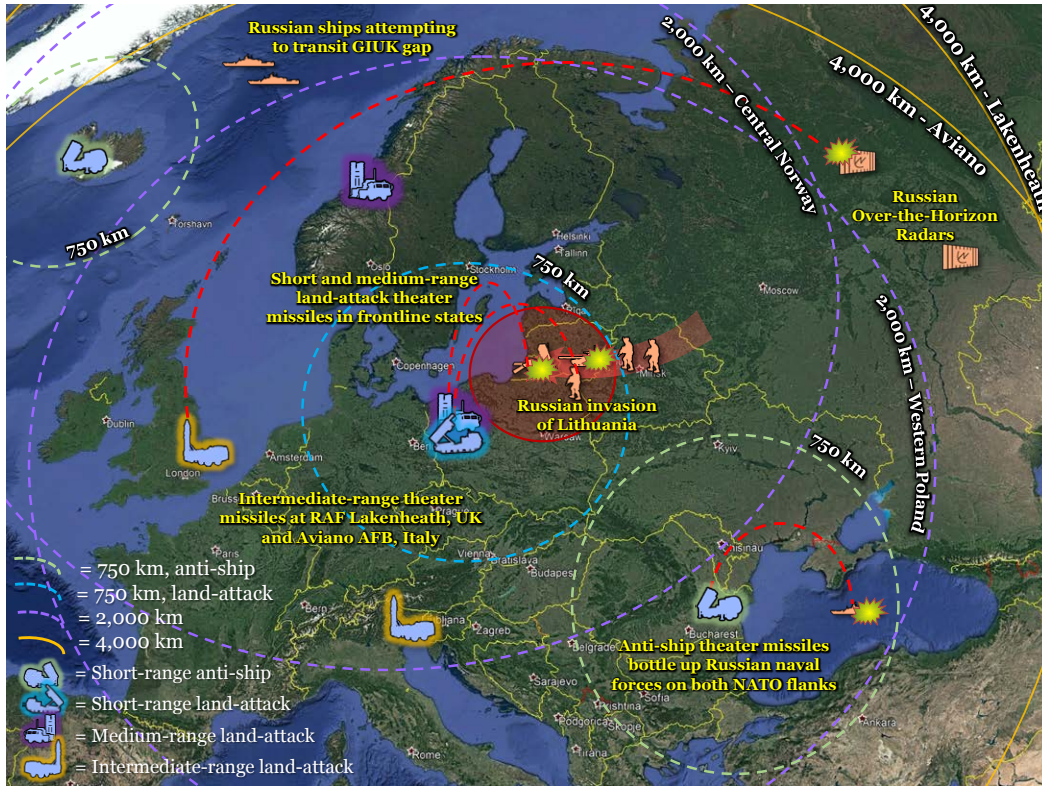 Russian ships attempting
to transit GIUK gap
2,000 km – Central Norway
4,000 km - Aviano
4,000 km - Lakenheath
Russian
Over-the-Horizon
Radars
750 km
Torshavn
Helsinki
Tallinn
Oslo
Stockholm
750 km
Short and medium-range
land-attack theater
missiles in frontline states
Riga
Moscow
2,000 km – Western Poland
Copenhagen
Minsk
Russian invasion
of Lithuania
Dublin
Warsaw
London
Amsterdam
Kyiv
750 km
Intermediate-range theater
missiles at RAF Lakenheath, UK
and Aviano AFB, Italy
Prague
Paris
Vienna
Bratislava
Chisinau
Budapest
Bern
Zagreb
Bucharest
Belgrade
Anti-ship theater missiles
bottle up Russian naval
forces on both NATO flanks
Sarajevo
Sofia
Prishtina
Podgorica
Skopje
Ankara
Tirana
Rome
= 750 km, anti-ship
= 750 km, land-attack
= 2,000 km
= 4,000 km
= Short-range anti-ship
= Short-range land-attack
= Medium-range land-attack
= Intermediate-range land-attack